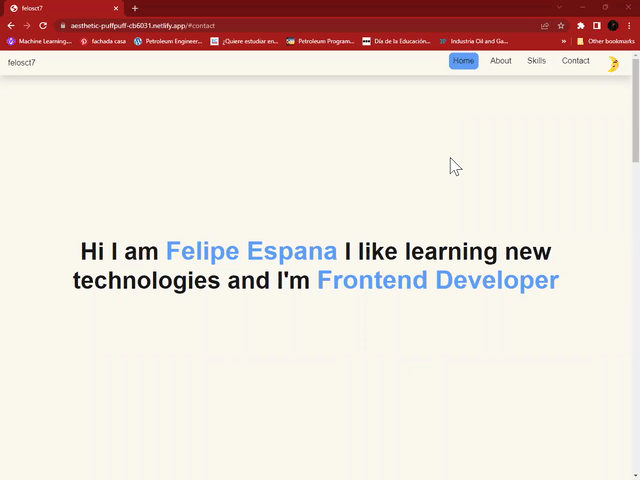 felosct7
aesthetic-puffpuff-cb6031.netlify.app/#contact
Machine Learning,... fachada casa Petroleum Engineer... ¿Quiere estudiar en... Petroleum Program... Día de la Educación,... Industria Oil and Ga... » Other bookmarks
felosct7 Home About Skills Contact
Hi I am Felipe Espana I like learning new
technologies and I'm Frontend Developer